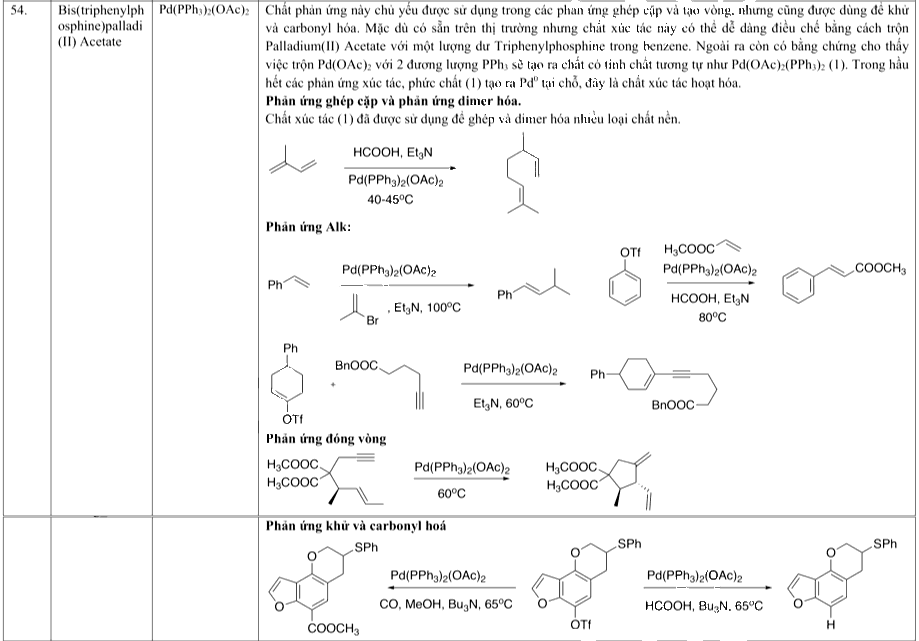 54.
Bis(triphenylph
osphine)palladi
(II) Acetate
Pd(PPh₃)₂(OAc)₂
Chất phản ứng này chủ yếu được sử dụng trong các phan ứng ghép cặp và tạo vòng, nhưng cũng được dùng để khử
và carbonyl hóa. Mặc dù có sẵn trên thị trường nhưng chất xúc tác này có thể dễ dàng điều chế bằng cách trộn
Palladium(II) Acetate với một lượng dư Triphenylphosphine trong benzene. Ngoài ra còn có bằng chứng cho thấy
việc trộn Pd(OAc)₂ với 2 đương lượng PPh₃ sẽ tạo ra chất có tính chất tương tự như Pd(OAc)₂(PPh₃)₂ (1). Trong hầu
hết các phản ứng xúc tác, phức chất (1) tạo ra Pd⁰ tại chỗ, đây là chất xúc tác hoạt hóa.
Phản ứng ghép cặp và phản ứng dimer hóa.
Chất xúc tác (1) đã được sử dụng để ghép và dimer hóa nhiều loại chất nền.
HCOOH, Et₃N
Pd(PPh₃)₂(OAc)₂
40-45°C
Phản ứng Alk:
Ph
Pd(PPh₃)₂(OAc)₂
Br
, Et₃N, 100°C
Ph
OTf
H₃COOC
Pd(PPh₃)₂(OAc)₂
HCOOH, Et₃N
80°C
COOCH₃
Ph
OTf
+
BnOOC
Pd(PPh₃)₂(OAc)₂
Et₃N, 60°C
Ph
BnOOC
Phản ứng đóng vòng
H₃COOC
H₃COOC
Pd(PPh₃)₂(OAc)₂
60°C
H₃COOC
H₃COOC
Phản ứng khử và carbonyl hoá
SPh
O
O
COOCH₃
Pd(PPh₃)₂(OAc)₂
CO, MeOH, Bu₃N, 65°C
SPh
O
O
OTf
Pd(PPh₃)₂(OAc)₂
HCOOH, Bu₃N, 65°C
SPh
O
O
H